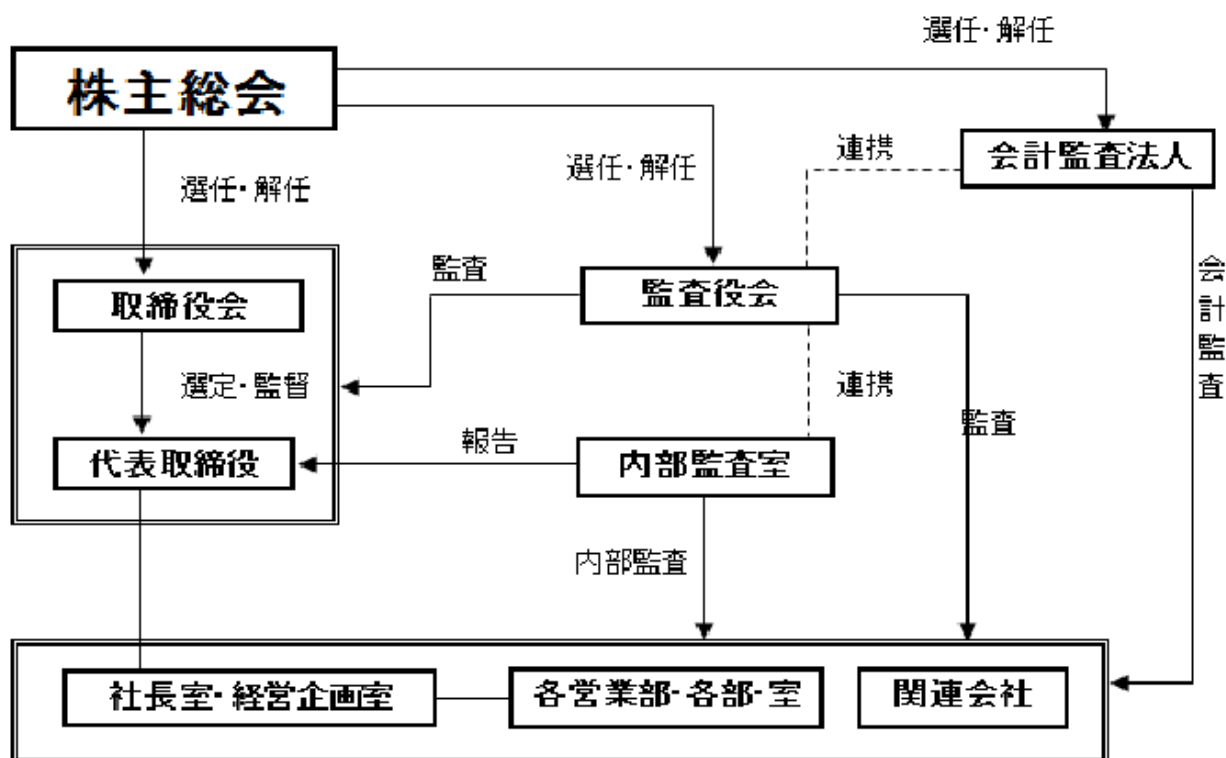 選任・解任
株主総会
連携
会計監査法人
選任・解任
選任・解任
監査
監査役会
会計監査
取締役会
選定・監督
連携
報告
監査
代表取締役
内部監査室
内部監査
社長室・経営企画室
各営業部・各部・室
関連会社